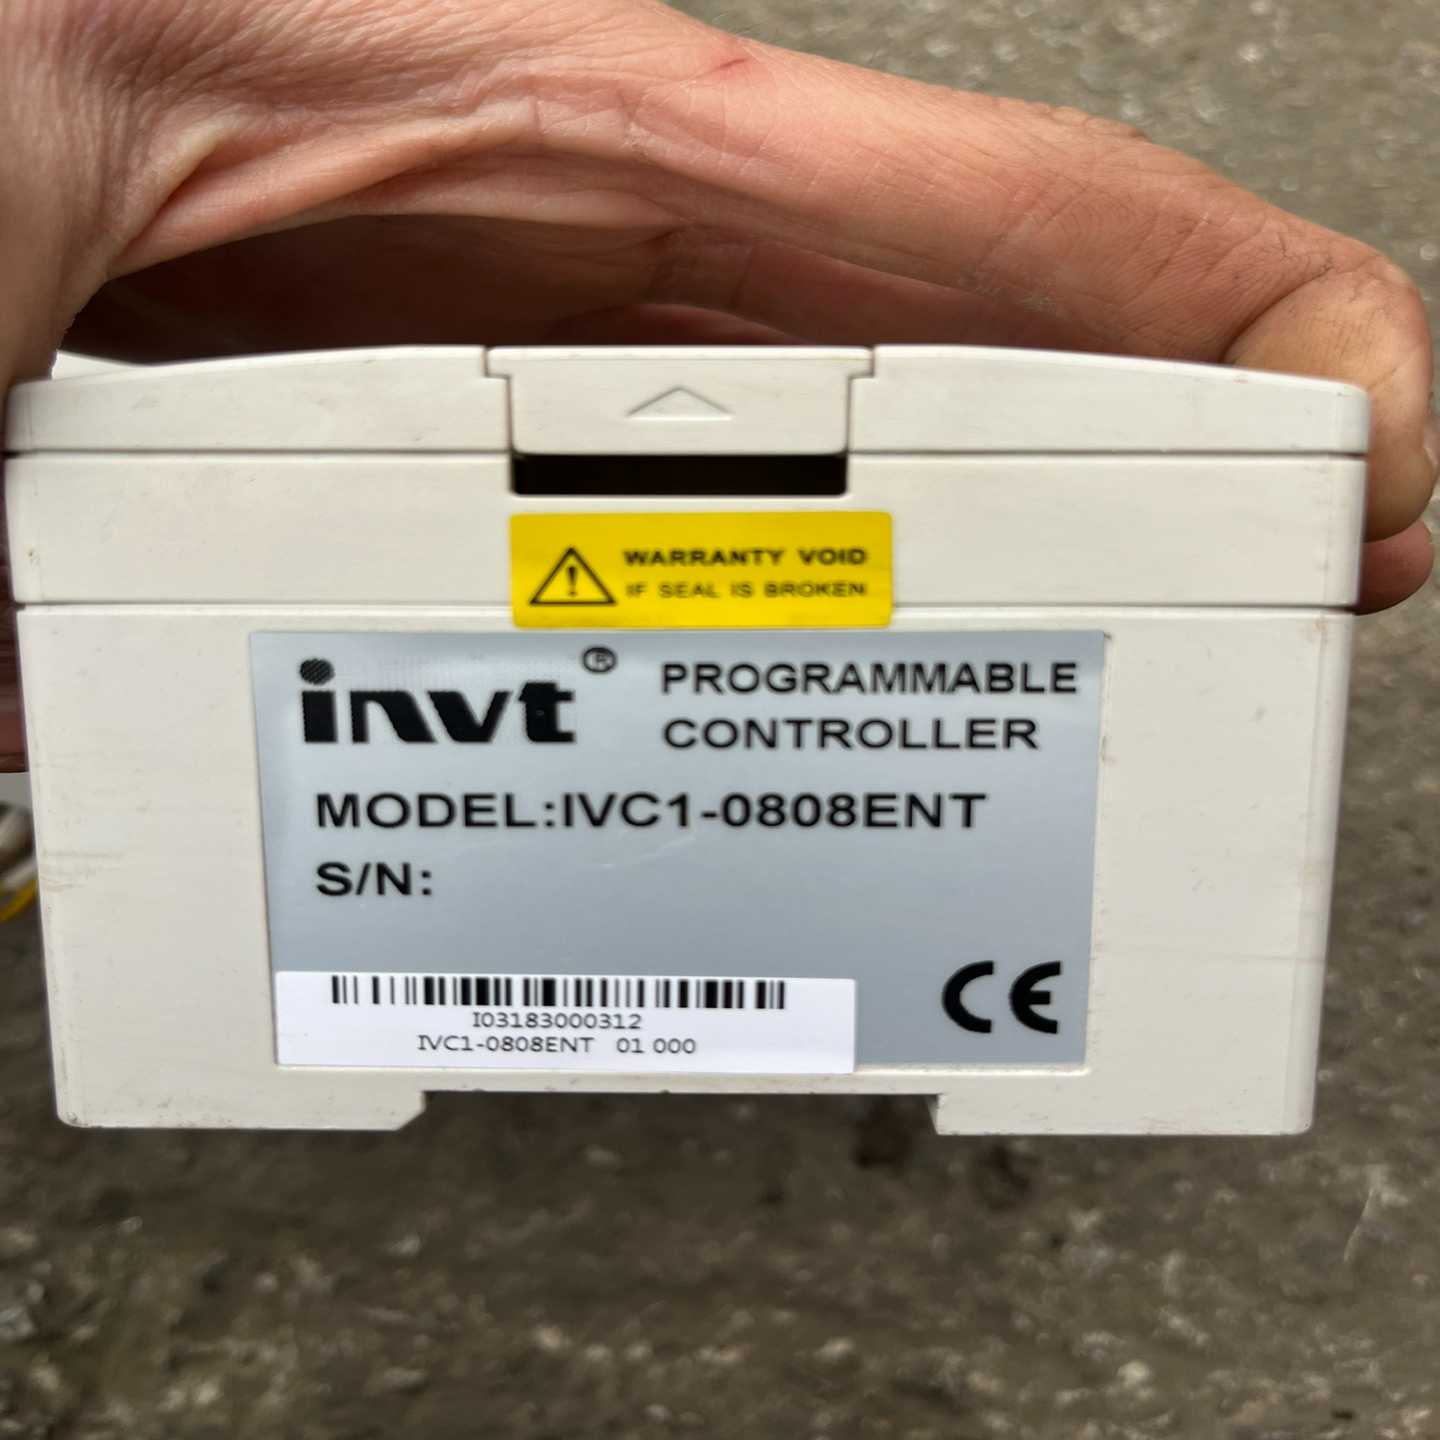 WARRANTY VOID
IF SEAL IS BROKEN
invt®
PROGRAMMABLE
CONTROLLER
MODEL:IVC1-0808ENT
S/N:
I03183000312
IVC1-0808ENT 01 000
CE